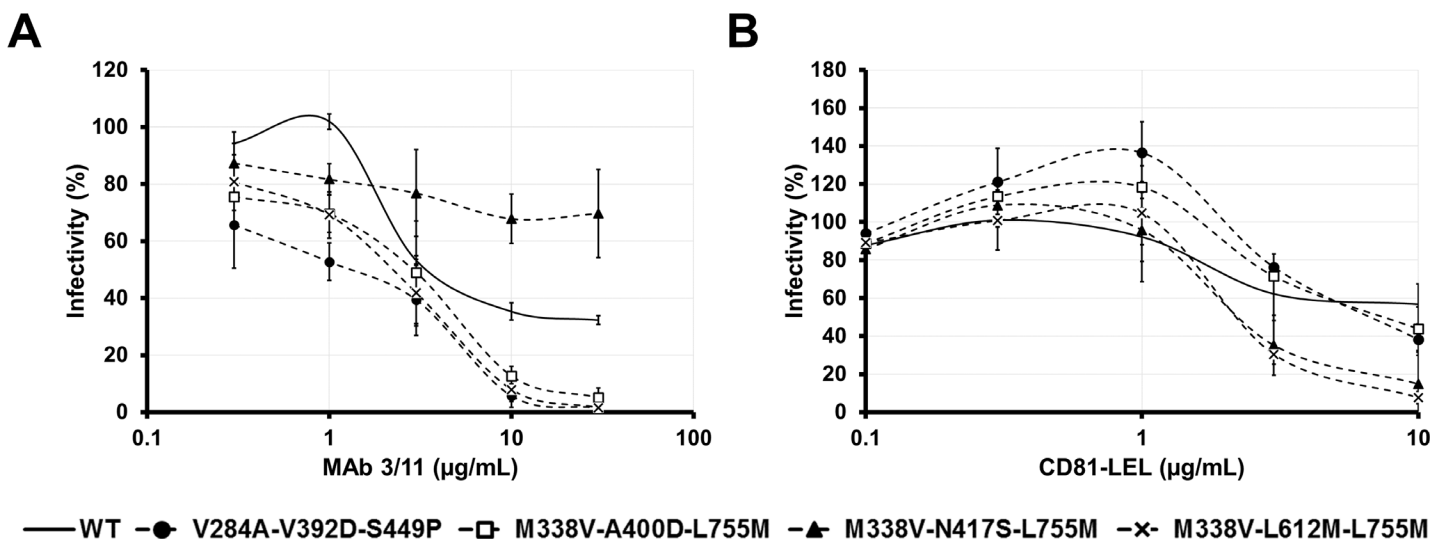 A
B
120
100
80
60
40
20
0
Infectivity (%)
0.1 1 10 100
MAb 3/11 (µg/mL)
180
160
140
120
100
80
60
40
20
0
Infectivity (%)
0.1 1 10
CD81-LEL (µg/mL)
WT V284A-V392D-S449P M338V-A400D-L755M M338V-N417S-L755M M338V-L612M-L755M